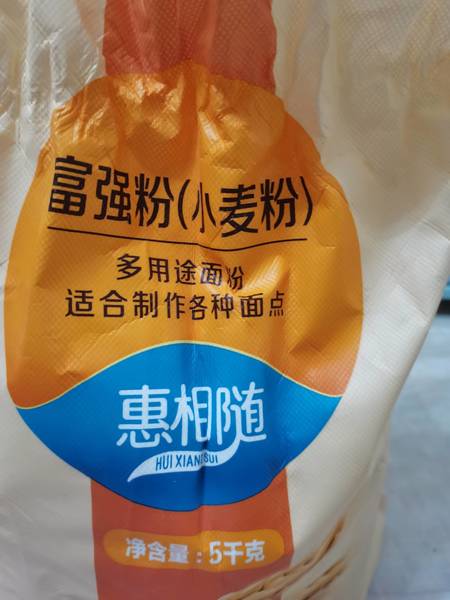 富强粉(小麦粉)
多用途面粉
适合制作各种面点
惠相随
HUI XIANG SUI
净含量：5千克